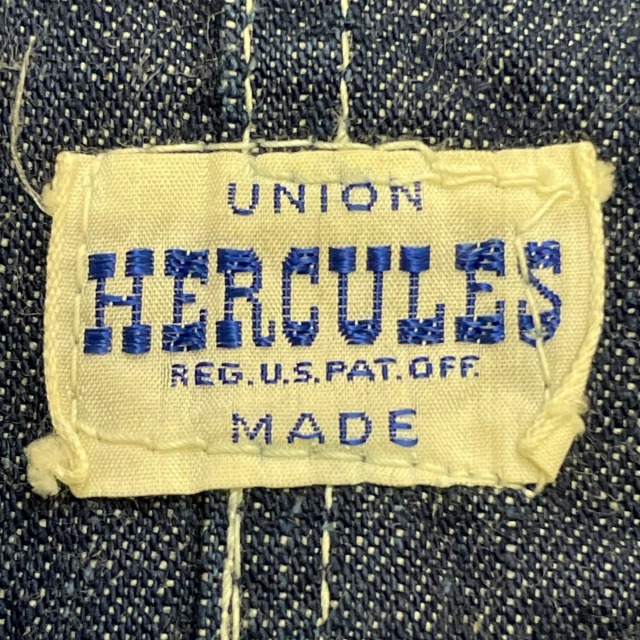 UNION
HERCULES
REG. U.S. PAT. OFF.
MADE